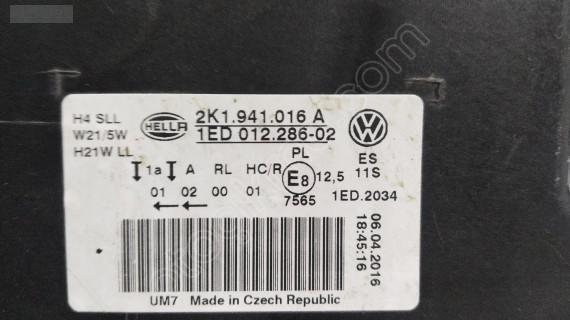 H4 SLL
W21/5W
H21W LL
HELLA
2K1.941.016 A
1ED 012.286-02
PL
ES
11S
1a A RL HC/R
E8 12,5
01 02 00 01
7565
1ED.2034
06.04.2016
18:45:16
UM7 Made in Czech Republic